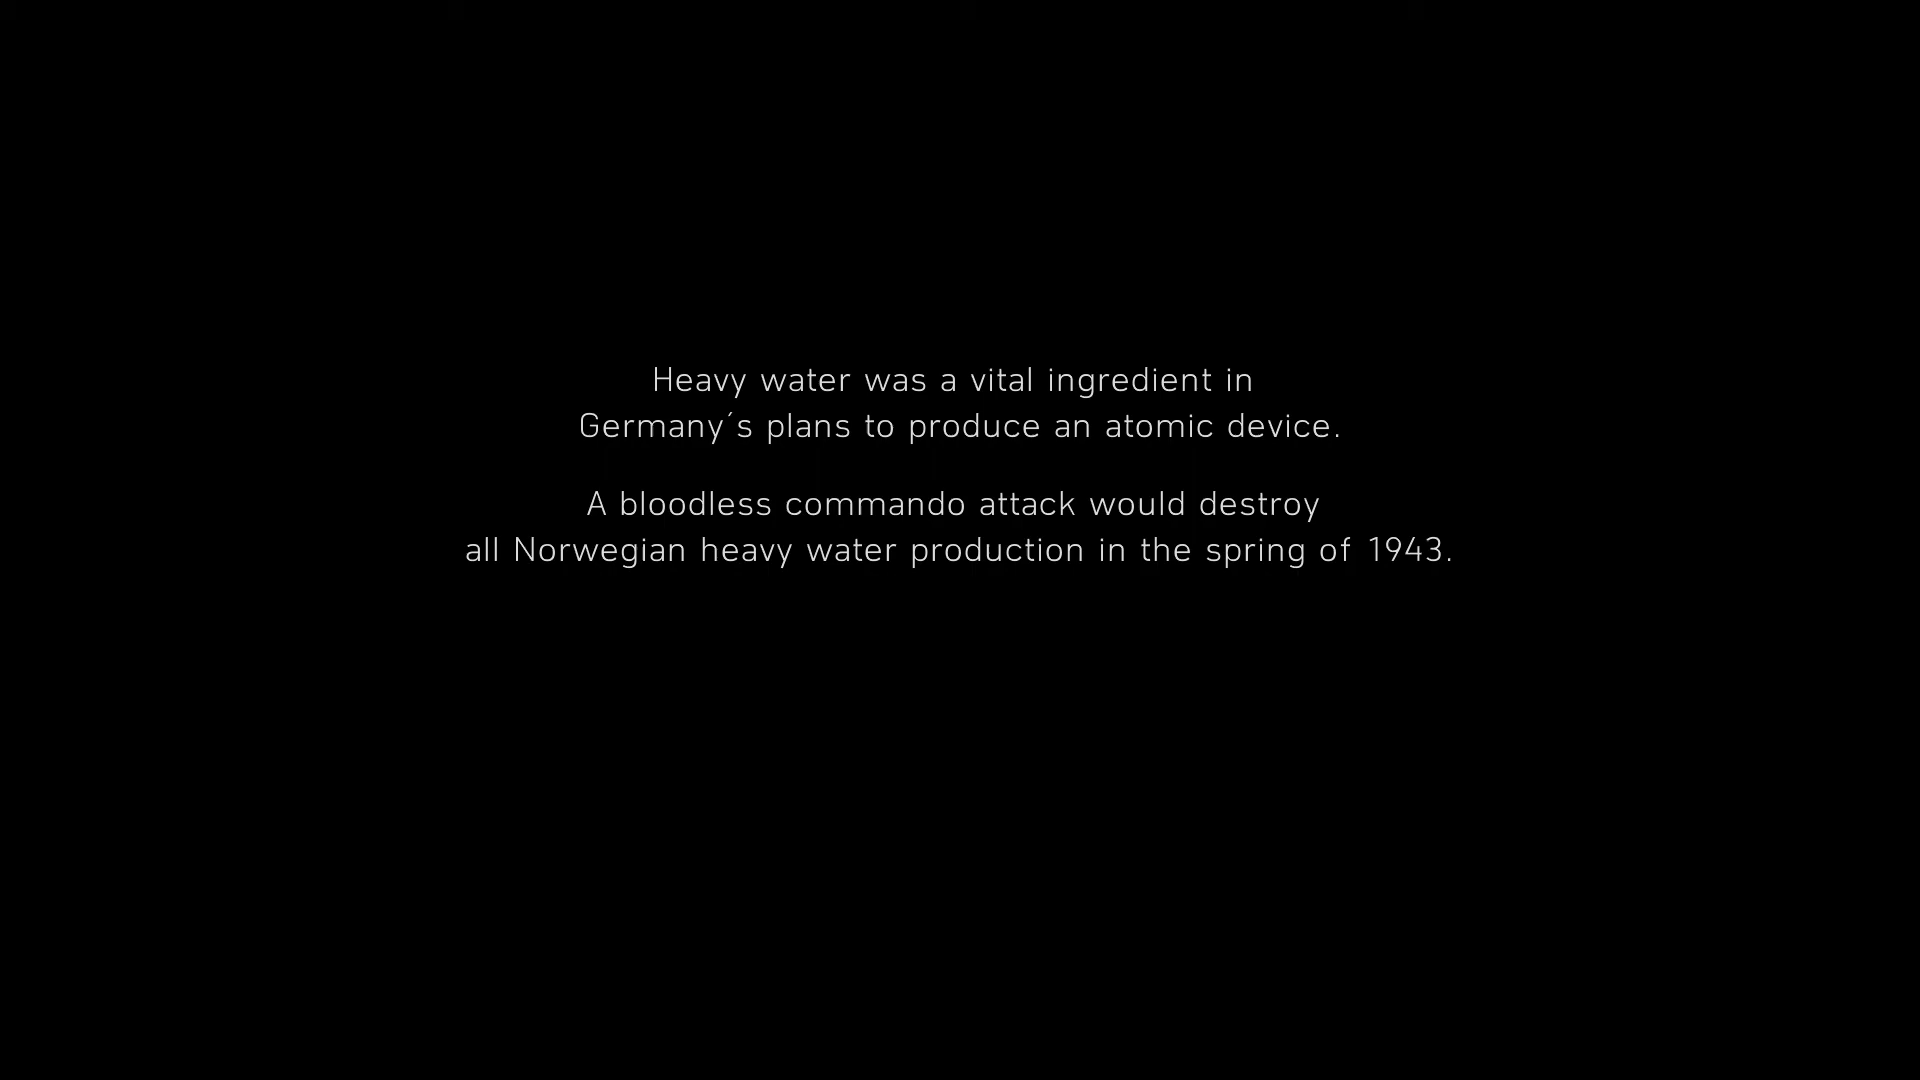 Heavy water was a vital ingredient in
Germany´s plans to produce an atomic device.
A bloodless commando attack would destroy
all Norwegian heavy water production in the spring of 1943.